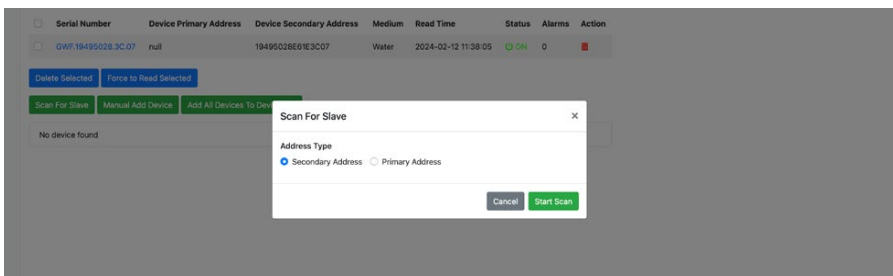 Serial Number Device Primary Address Device Secondary Address Medium Read Time Status Alarms Action
GWF.19495028.3C.07 null 19495028E61E3C07 Water 2024-02-12 11:38:05 ON 0
Delete Selected Force to Read Selected
Scan For Slave Manual Add Device Add All Devices To
No device found
Scan For Slave ×
Address Type
Secondary Address Primary Address
Cancel Start Scan